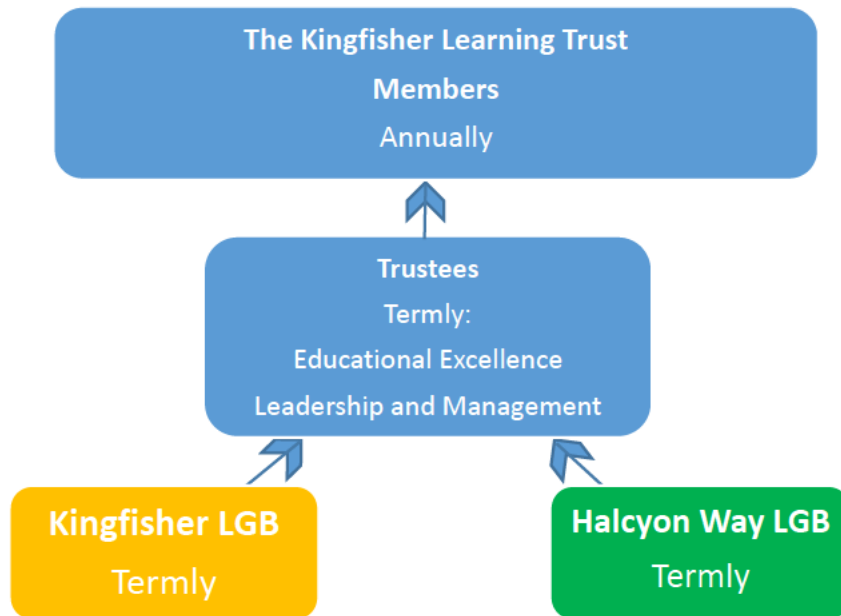 The Kingfisher Learning Trust
Members
Annually
Trustees
Termly:
Educational Excellence
Leadership and Management
Kingfisher LGB
Termly
Halcyon Way LGB
Termly